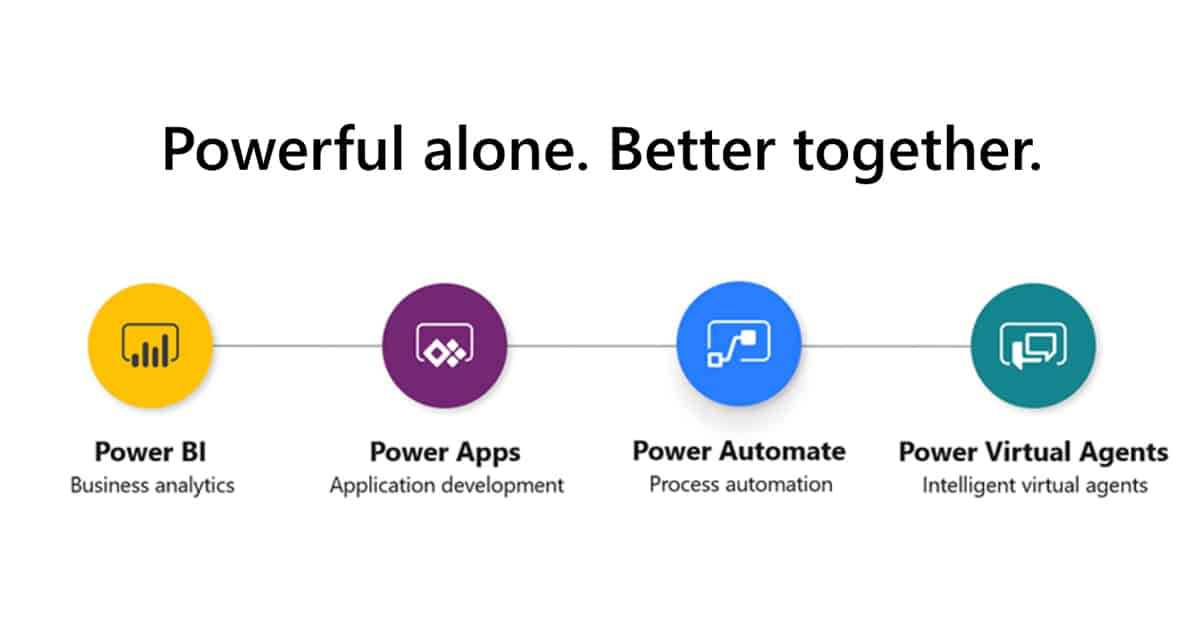 Powerful alone. Better together.
Power BI
Business analytics
Power Apps
Application development
Power Automate
Process automation
Power Virtual Agents
Intelligent virtual agents